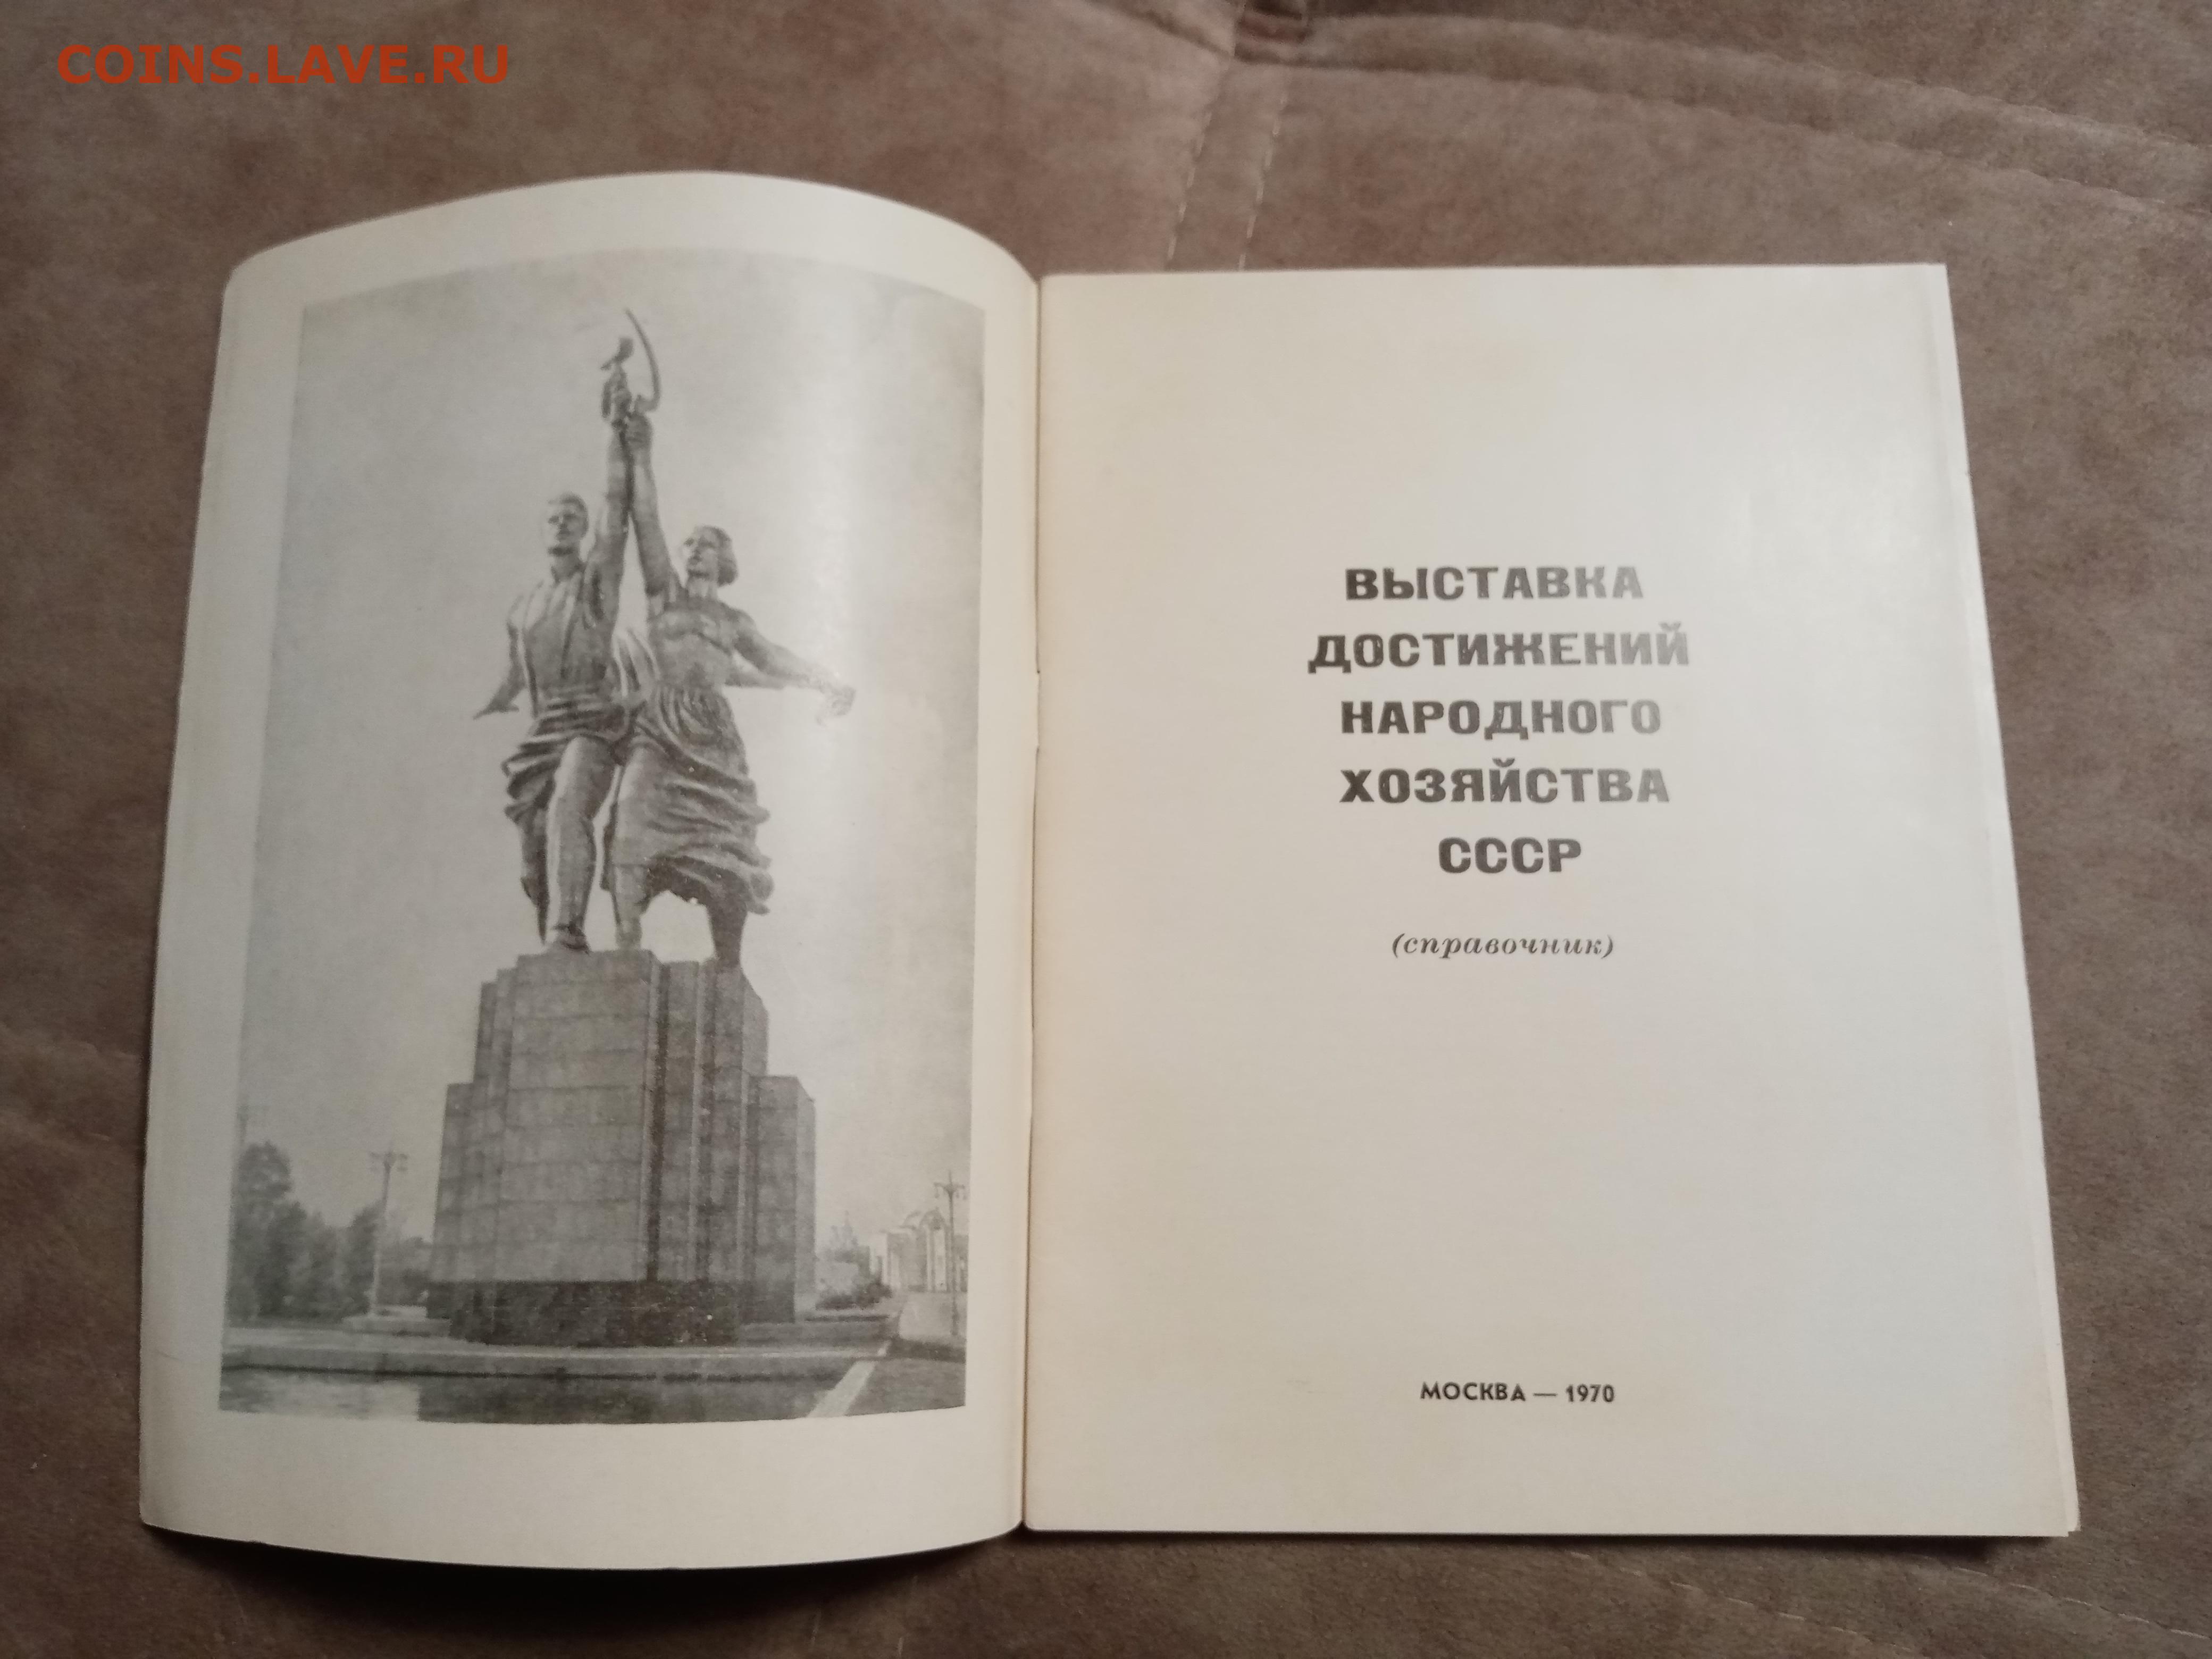 COINS.LAVE.RU
ВЫСТАВКА
ДОСТИЖЕНИЙ
НАРОДНОГО
ХОЗЯЙСТВА
СССР
(справочник)
МОСКВА — 1970